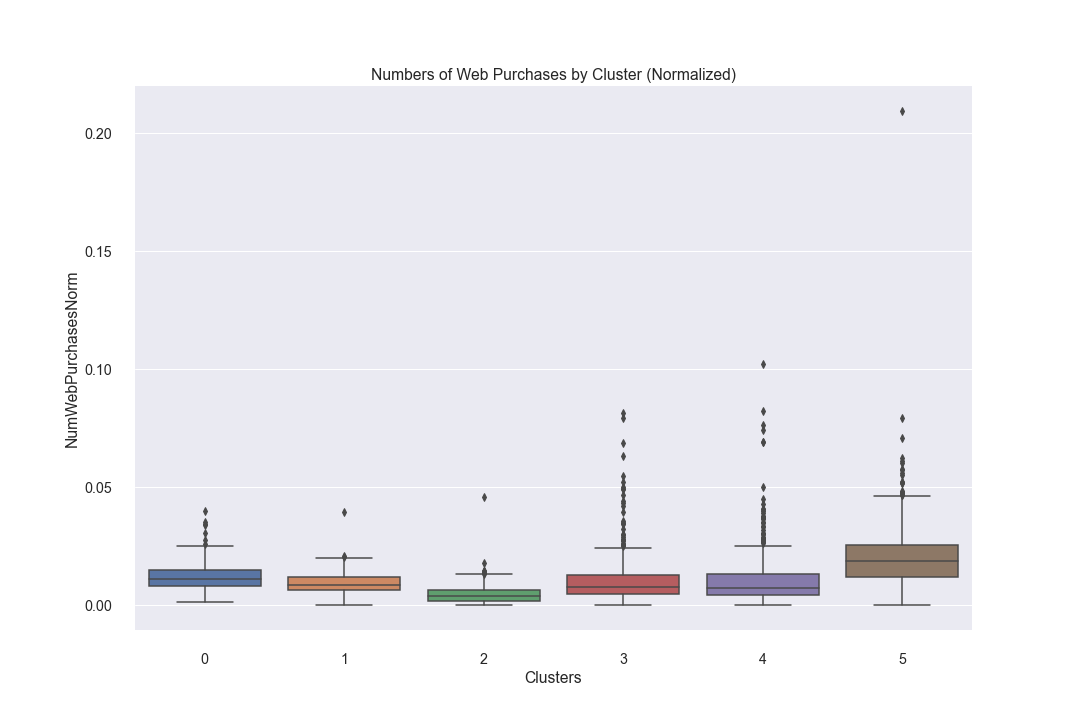 Numbers of Web Purchases by Cluster (Normalized)
NumWebPurchasesNorm
0.20
0.15
0.10
0.05
0.00
0 1 2 3 4 5
Clusters